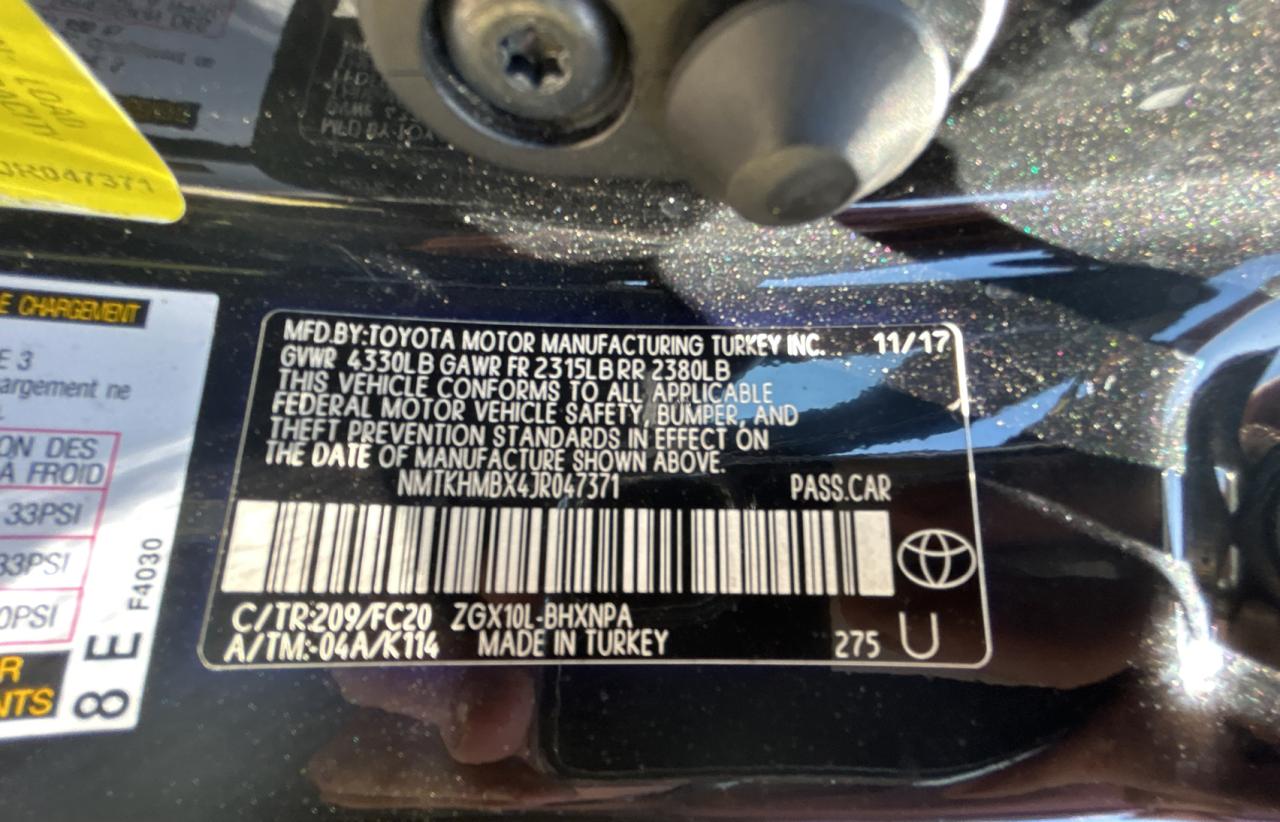 JR047371
E CHARGEMENT
E 3
argement ne
ON DES
A FROID
33PSI
33PSI
0PSI
F4030
8 E
R
NTS
MFD.BY:TOYOTA MOTOR MANUFACTURING TURKEY INC. 11/17
GVWR 4330LB GAWR FR 2315LB RR 2380LB
THIS VEHICLE CONFORMS TO ALL APPLICABLE
FEDERAL MOTOR VEHICLE SAFETY, BUMPER, AND
THEFT PREVENTION STANDARDS IN EFFECT ON
THE DATE OF MANUFACTURE SHOWN ABOVE.
NMTKHMBX4JR047371 PASS.CAR
C/TR:209/FC20 ZGX10L-BHXNPA
A/TM:-04A/K114 MADE IN TURKEY 275 U